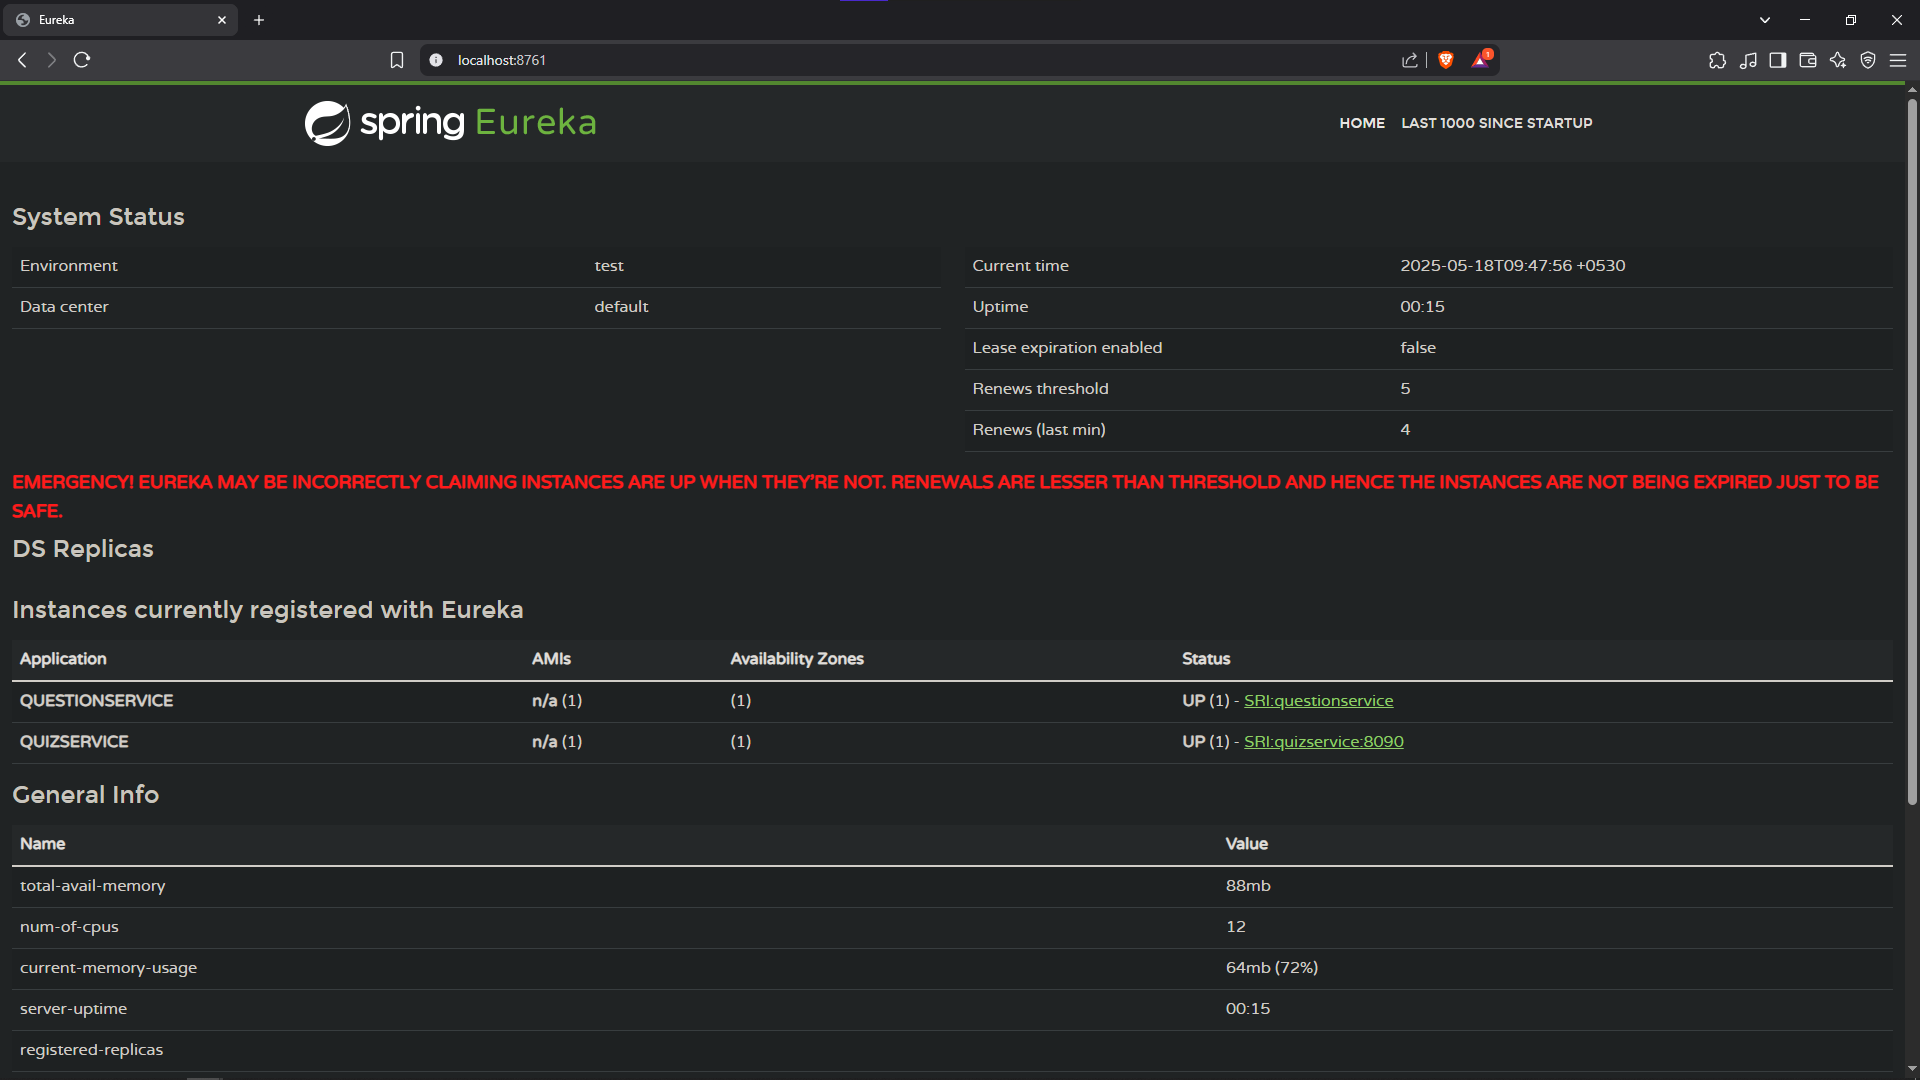 Eureka
localhost:8761
1
spring Eureka
HOME LAST 1000 SINCE STARTUP
System Status
Environment test
Data center default
Current time 2025-05-18T09:47:56 +0530
Uptime 00:15
Lease expiration enabled false
Renews threshold 5
Renews (last min) 4
EMERGENCY! EUREKA MAY BE INCORRECTLY CLAIMING INSTANCES ARE UP WHEN THEY'RE NOT. RENEWALS ARE LESSER THAN THRESHOLD AND HENCE THE INSTANCES ARE NOT BEING EXPIRED JUST TO BE
SAFE.
DS Replicas
Instances currently registered with Eureka
Application AMIs Availability Zones Status
QUESTIONSERVICE n/a (1) (1) UP (1) - SRI:questionservice
QUIZSERVICE n/a (1) (1) UP (1) - SRI:quizservice:8090
General Info
Name Value
total-avail-memory 88mb
num-of-cpus 12
current-memory-usage 64mb (72%)
server-uptime 00:15
registered-replicas